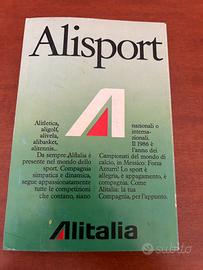 Alisport
Alitletica,
aligolf,
alivela,
alibasket,
alitennis..
Da sempre Alitalia è
presente nel mondo dello
sport. Compagnia
simpatica e dinamica,
segue appassionatamente
tutte le competizioni
che contano, siano
nazionali o
interna-
zionali.
Il 1986 è
l'anno dei
Campionati del mondo di
calcio, in Messico: Forza
Azzurri! Lo sport è
allegria, è appagamento, è
compagnia. Come
Alitalia: la tua
Compagnia, per l'appunto.
Alitalia
subito